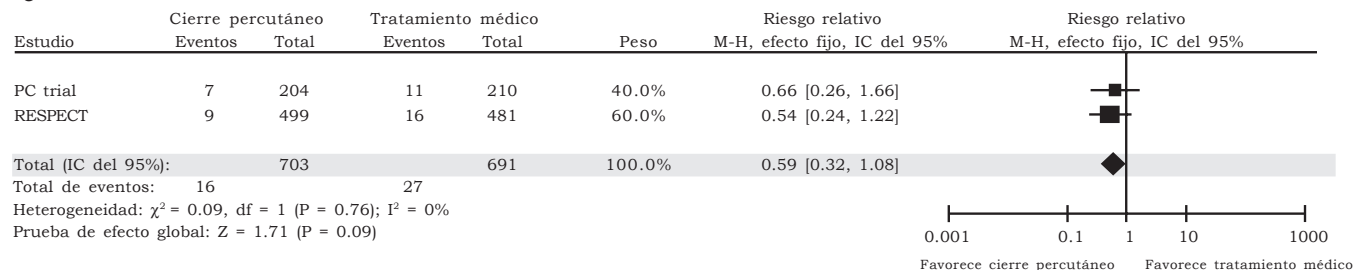 Cierre percutáneo Tratamiento médico Riesgo relativo Riesgo relativo
Estudio Eventos Total Eventos Total Peso M-H, efecto fijo, IC del 95% M-H, efecto fijo, IC del 95%
PC trial 7 204 11 210 40.0% 0.66 [0.26, 1.66]
RESPECT 9 499 16 481 60.0% 0.54 [0.24, 1.22]
Total (IC del 95%): 703 691 100.0% 0.59 [0.32, 1.08]
Total de eventos: 16 27
Heterogeneidad: χ² = 0.09, df = 1 (P = 0.76); I² = 0%
Prueba de efecto global: Z = 1.71 (P = 0.09)
0.001 0.1 1 10 1000
Favorece cierre percutáneo Favorece tratamiento médico